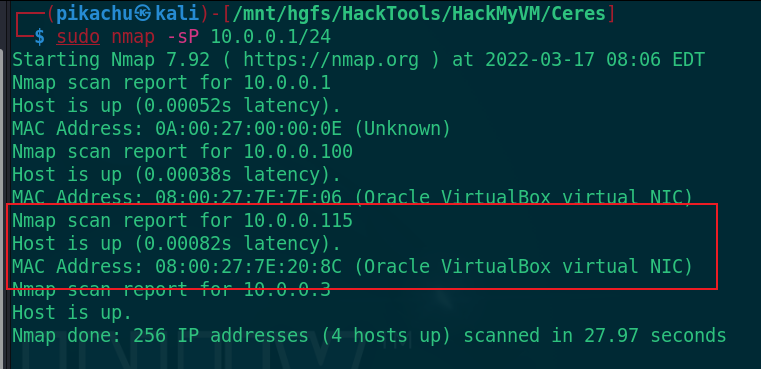 ┌──(pikachu㉿kali)-[/mnt/hgfs/HackTools/HackMyVM/Ceres]
└─$ sudo nmap -sP 10.0.0.1/24
Starting Nmap 7.92 ( https://nmap.org ) at 2022-03-17 08:06 EDT
Nmap scan report for 10.0.0.1
Host is up (0.00052s latency).
MAC Address: 0A:00:27:00:00:0E (Unknown)
Nmap scan report for 10.0.0.100
Host is up (0.00038s latency).
MAC Address: 08:00:27:7E:7E:06 (Oracle VirtualBox virtual NIC)
Nmap scan report for 10.0.0.115
Host is up (0.00082s latency).
MAC Address: 08:00:27:7E:20:8C (Oracle VirtualBox virtual NIC)
Nmap scan report for 10.0.0.3
Host is up.
Nmap done: 256 IP addresses (4 hosts up) scanned in 27.97 seconds